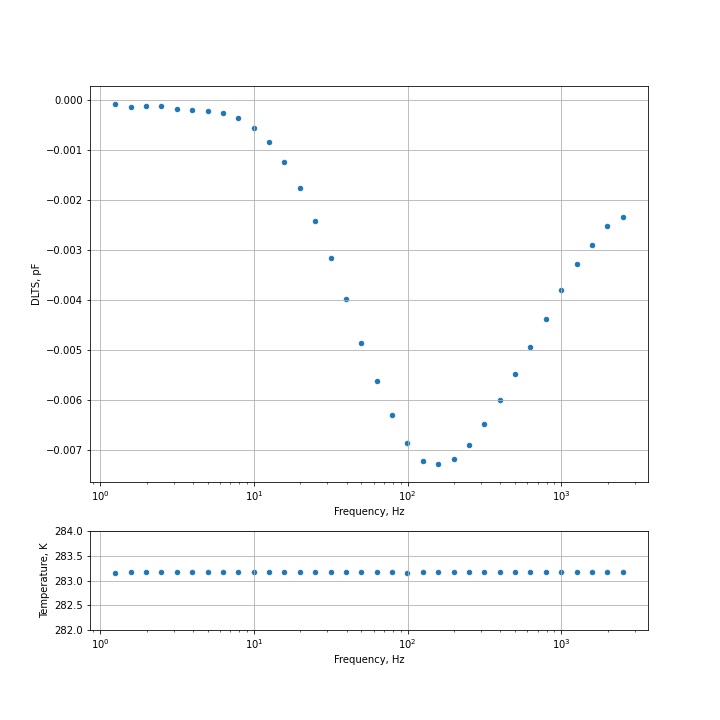 0.000
−0.001
−0.002
−0.003
−0.004
−0.005
−0.006
−0.007
DLTS, pF
10⁰ 10¹ 10² 10³
Frequency, Hz
284.0
283.5
283.0
282.5
282.0
Temperature, K
10⁰ 10¹ 10² 10³
Frequency, Hz